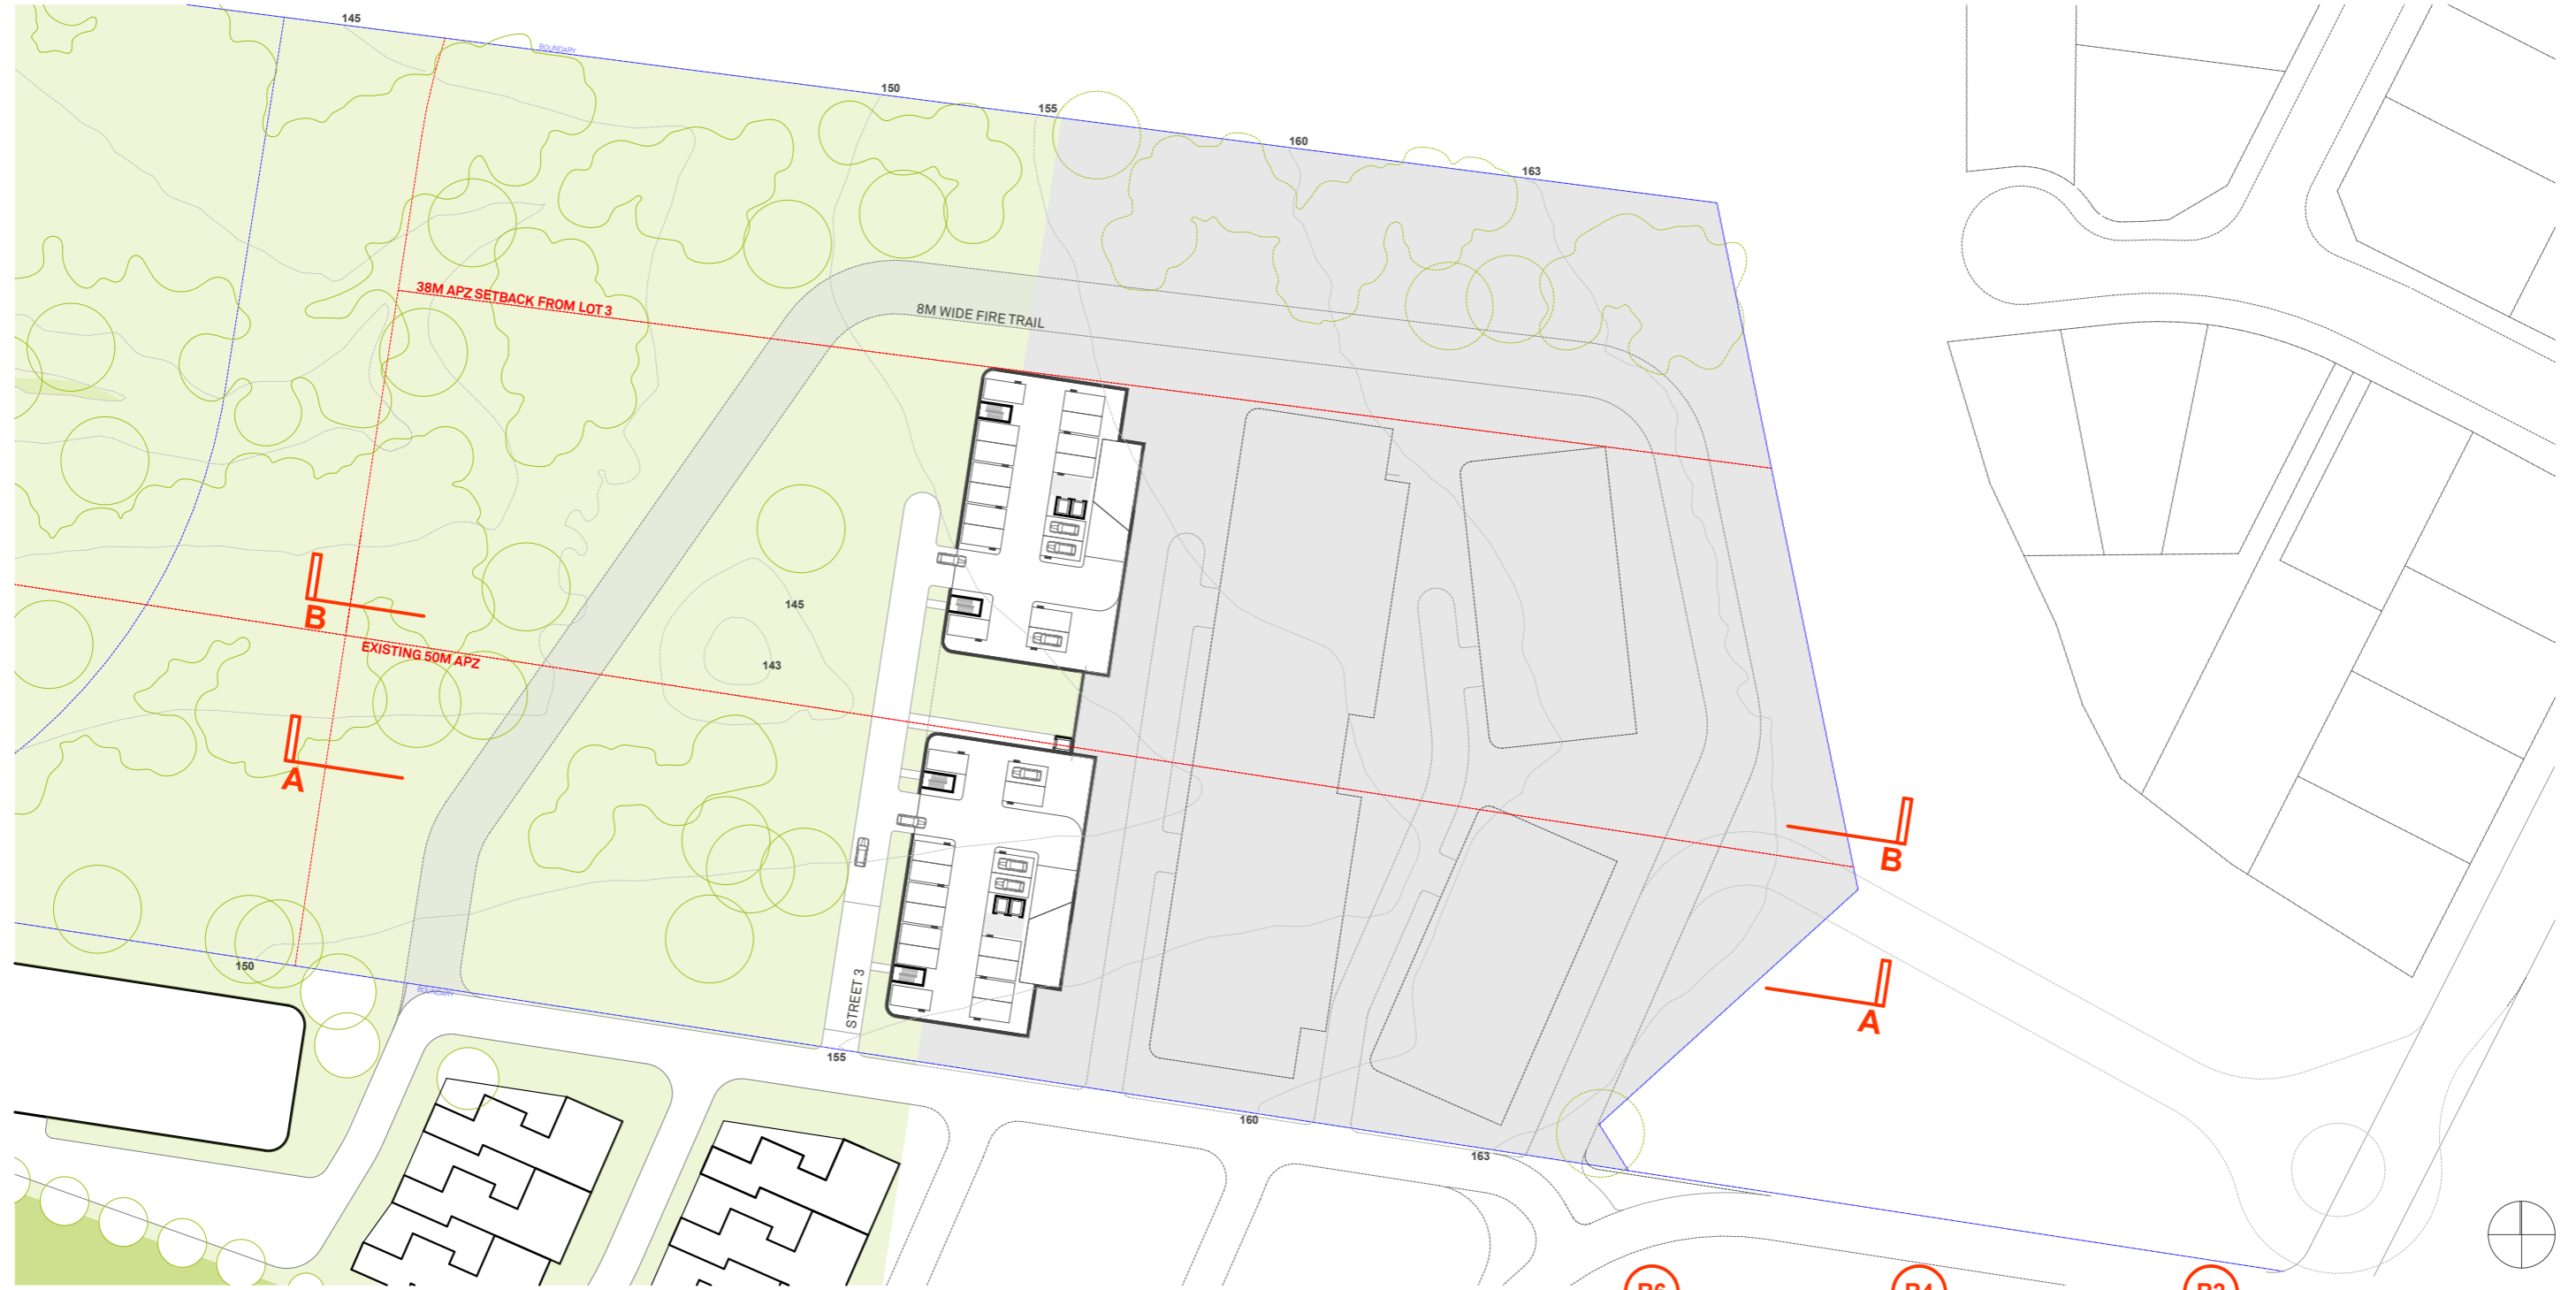 145
BOUNDARY
150
155
160
163
38M APZ SETBACK FROM LOT 3
8M WIDE FIRE TRAIL
B
145
EXISTING 50M APZ
143
A
B
150
BOUNDARY
STREET 3
A
155
160
163